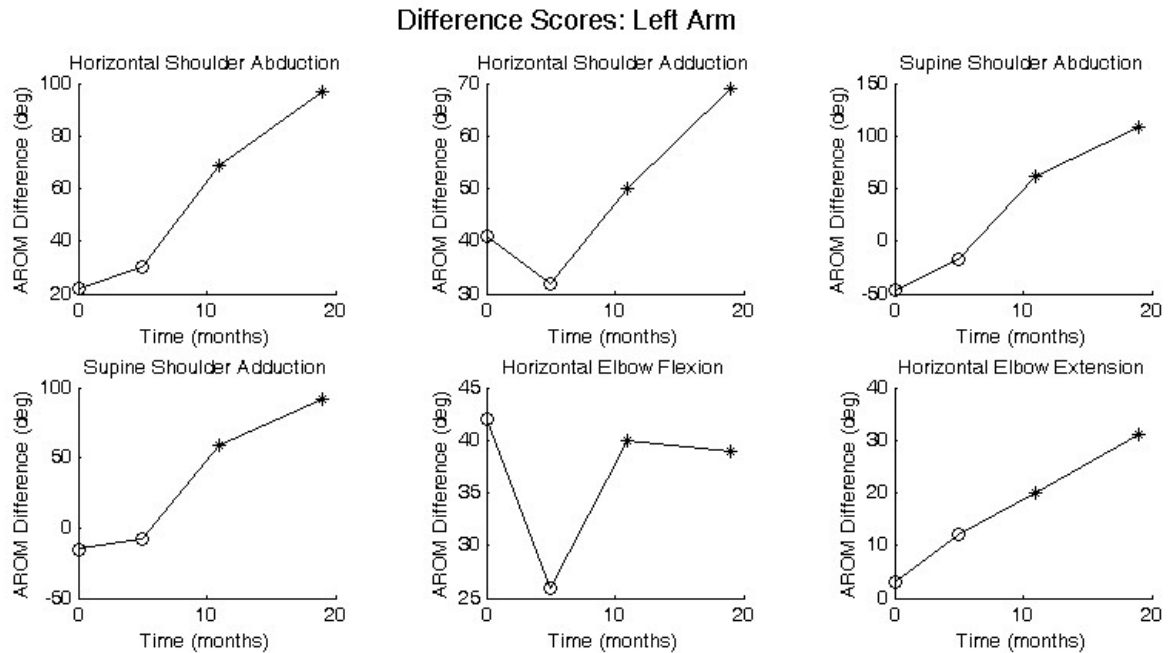 Difference Scores: Left Arm
Horizontal Shoulder Abduction
AROM Difference (deg)
100
80
60
40
20
0
10
20
Time (months)
Horizontal Shoulder Adduction
AROM Difference (deg)
70
60
50
40
30
0
10
20
Time (months)
Supine Shoulder Abduction
AROM Difference (deg)
150
100
50
0
-50
0
10
20
Time (months)
Supine Shoulder Adduction
AROM Difference (deg)
100
50
0
-50
0
10
20
Time (months)
Horizontal Elbow Flexion
AROM Difference (deg)
45
40
35
30
25
0
10
20
Time (months)
Horizontal Elbow Extension
AROM Difference (deg)
40
30
20
10
0
0
10
20
Time (months)